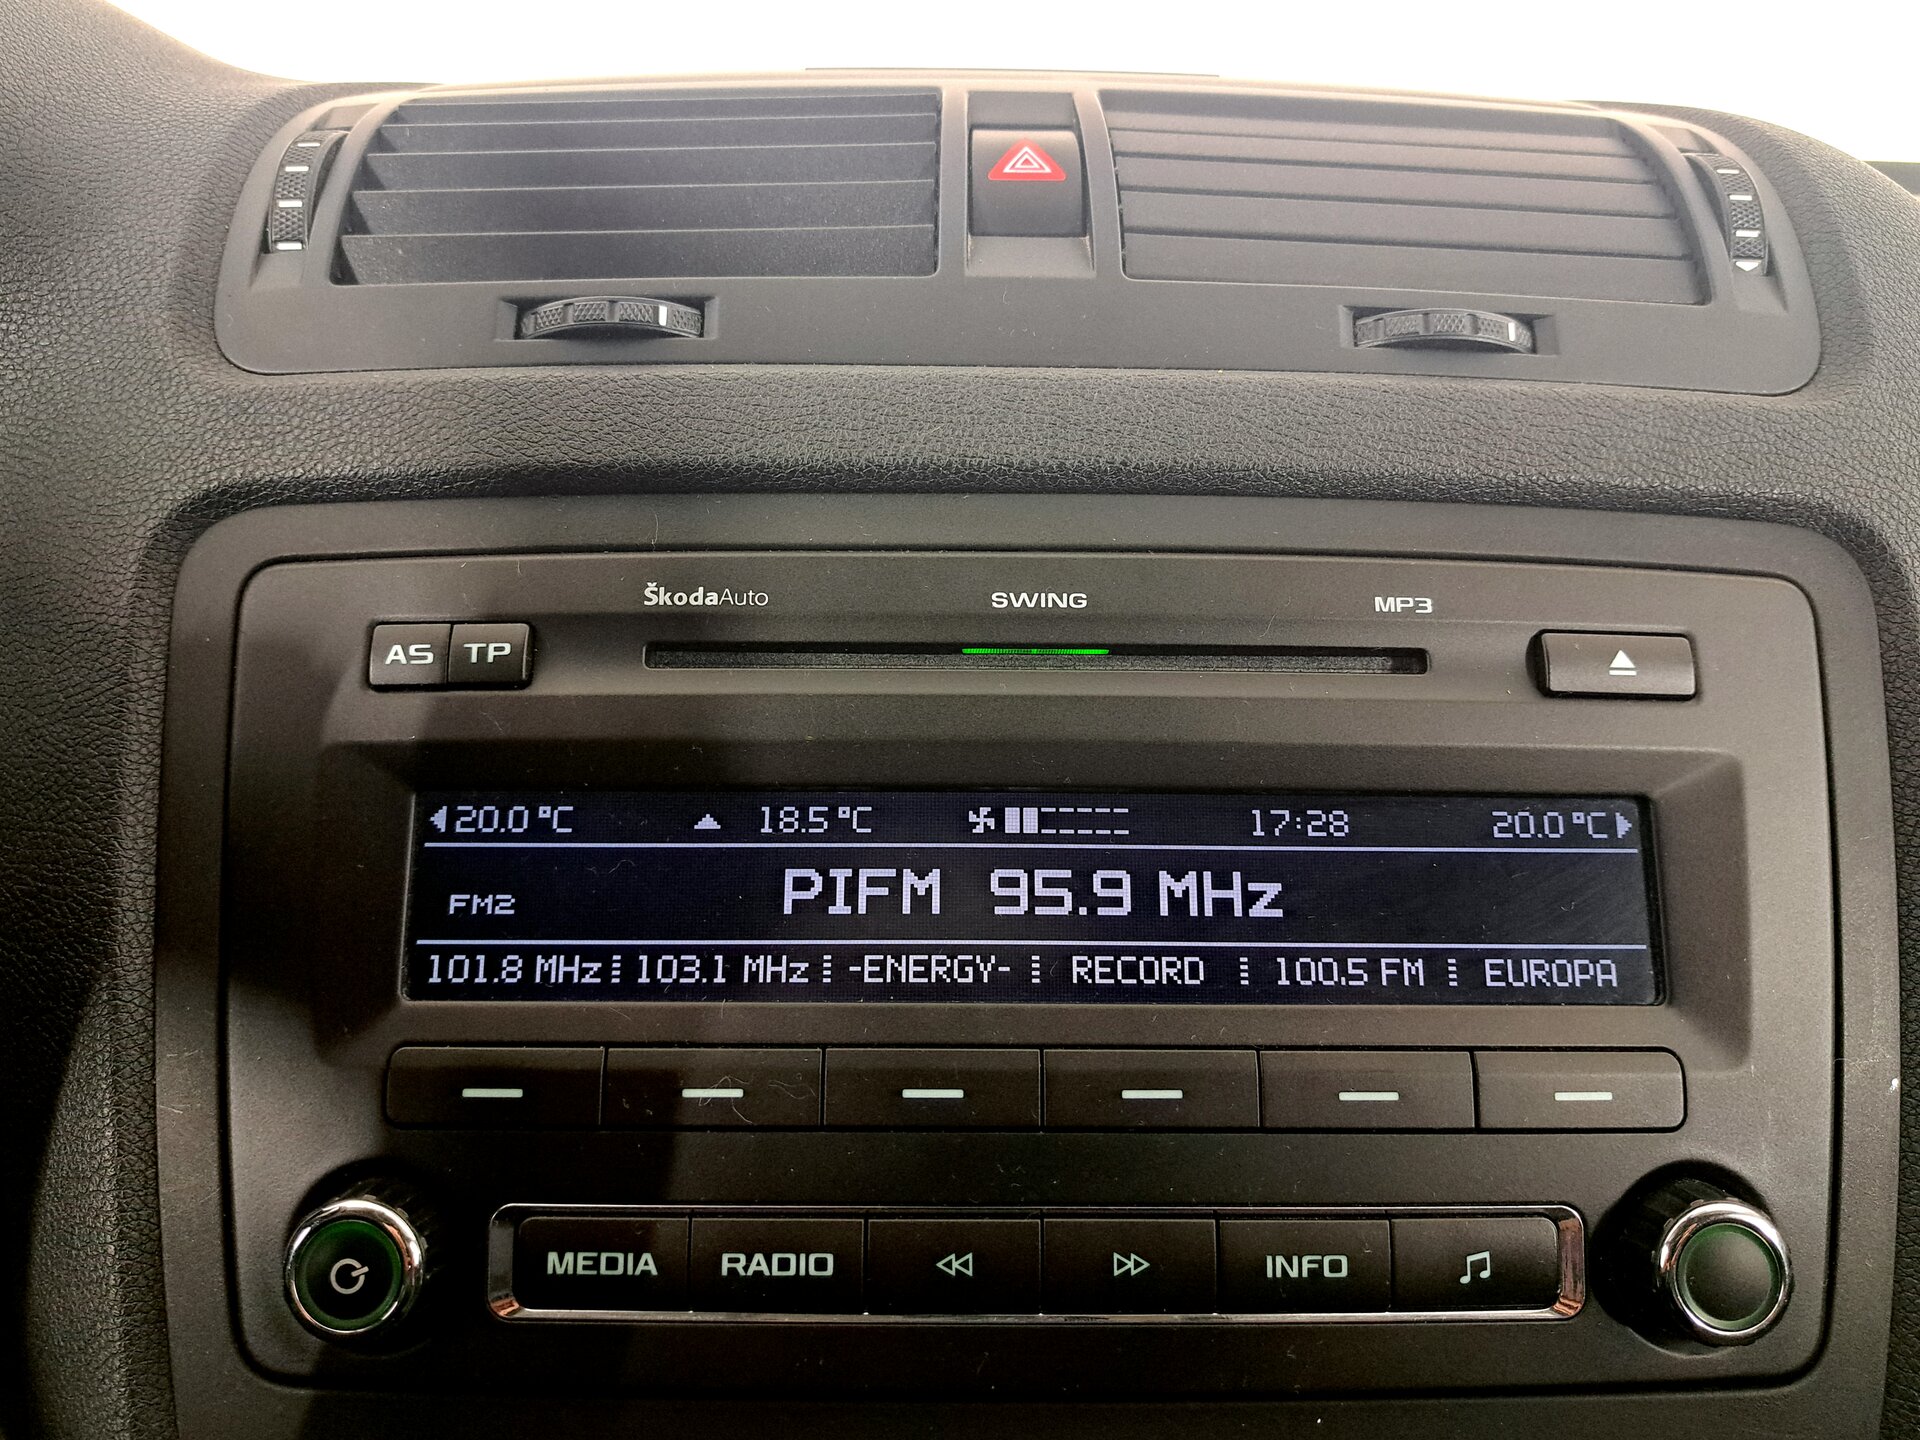 ŠkodaAuto SWING MP3
AS TP
20.0 °C 18.5 °C 17:28 20.0 °C
FM2 PIFM 95.9 MHz
101.8 MHz 103.1 MHz -ENERGY- RECORD 100.5 FM EUROPA
MEDIA RADIO INFO